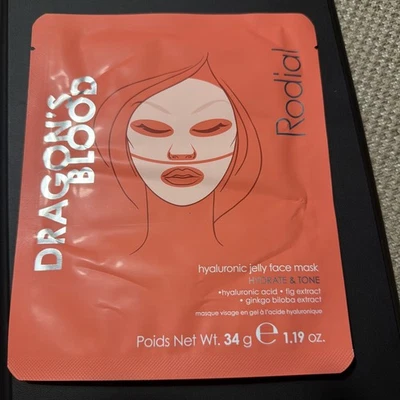 DRAGON'S
BLOOD
Rodial
hyaluronic jelly face mask
HYDRATE & TONE
•hyaluronic acid • fig extract
• ginkgo biloba extract
masque visage en gel à l'acide hyaluronique
Poids Net Wt. 34 g ℮ 1.19 oz.